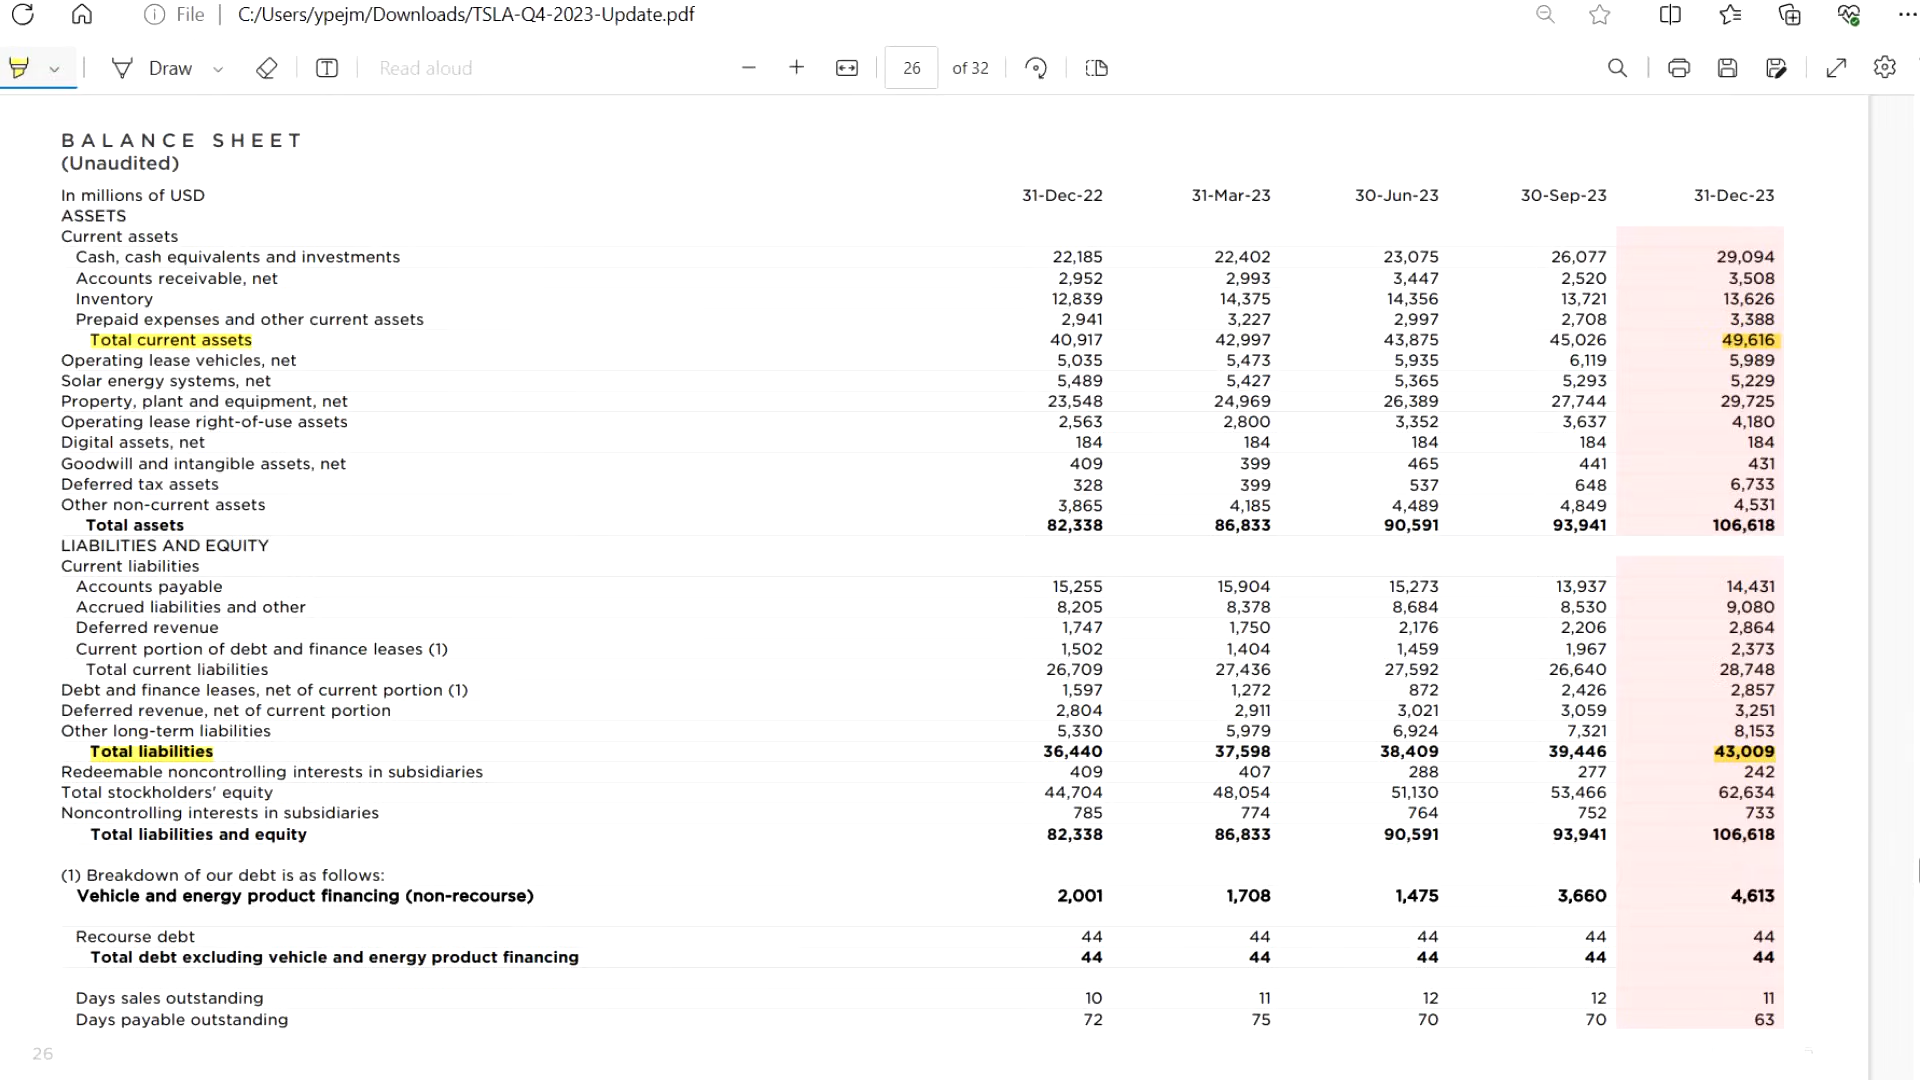 File | C:/Users/ypejm/Downloads/TSLA-Q4-2023-Update.pdf
Draw Read aloud 26 of 32
BALANCE SHEET
(Unaudited)
In millions of USD 31-Dec-22 31-Mar-23 30-Jun-23 30-Sep-23 31-Dec-23
ASSETS
Current assets
Cash, cash equivalents and investments 22,185 22,402 23,075 26,077 29,094
Accounts receivable, net 2,952 2,993 3,447 2,520 3,508
Inventory 12,839 14,375 14,356 13,721 13,626
Prepaid expenses and other current assets 2,941 3,227 2,997 2,708 3,388
Total current assets 40,917 42,997 43,875 45,026 49,616
Operating lease vehicles, net 5,035 5,473 5,935 6,119 5,989
Solar energy systems, net 5,489 5,427 5,365 5,293 5,229
Property, plant and equipment, net 23,548 24,969 26,389 27,744 29,725
Operating lease right-of-use assets 2,563 2,800 3,352 3,637 4,180
Digital assets, net 184 184 184 184 184
Goodwill and intangible assets, net 409 399 465 441 431
Deferred tax assets 328 399 537 648 6,733
Other non-current assets 3,865 4,185 4,489 4,849 4,531
Total assets 82,338 86,833 90,591 93,941 106,618
LIABILITIES AND EQUITY
Current liabilities
Accounts payable 15,255 15,904 15,273 13,937 14,431
Accrued liabilities and other 8,205 8,378 8,684 8,530 9,080
Deferred revenue 1,747 1,750 2,176 2,206 2,864
Current portion of debt and finance leases (1) 1,502 1,404 1,459 1,967 2,373
Total current liabilities 26,709 27,436 27,592 26,640 28,748
Debt and finance leases, net of current portion (1) 1,597 1,272 872 2,426 2,857
Deferred revenue, net of current portion 2,804 2,911 3,021 3,059 3,251
Other long-term liabilities 5,330 5,979 6,924 7,321 8,153
Total liabilities 36,440 37,598 38,409 39,446 43,009
Redeemable noncontrolling interests in subsidiaries 409 407 288 277 242
Total stockholders' equity 44,704 48,054 51,130 53,466 62,634
Noncontrolling interests in subsidiaries 785 774 764 752 733
Total liabilities and equity 82,338 86,833 90,591 93,941 106,618
(1) Breakdown of our debt is as follows:
Vehicle and energy product financing (non-recourse) 2,001 1,708 1,475 3,660 4,613
Recourse debt 44 44 44 44 44
Total debt excluding vehicle and energy product financing 44 44 44 44 44
Days sales outstanding 10 11 12 12 11
Days payable outstanding 72 75 70 70 63
26